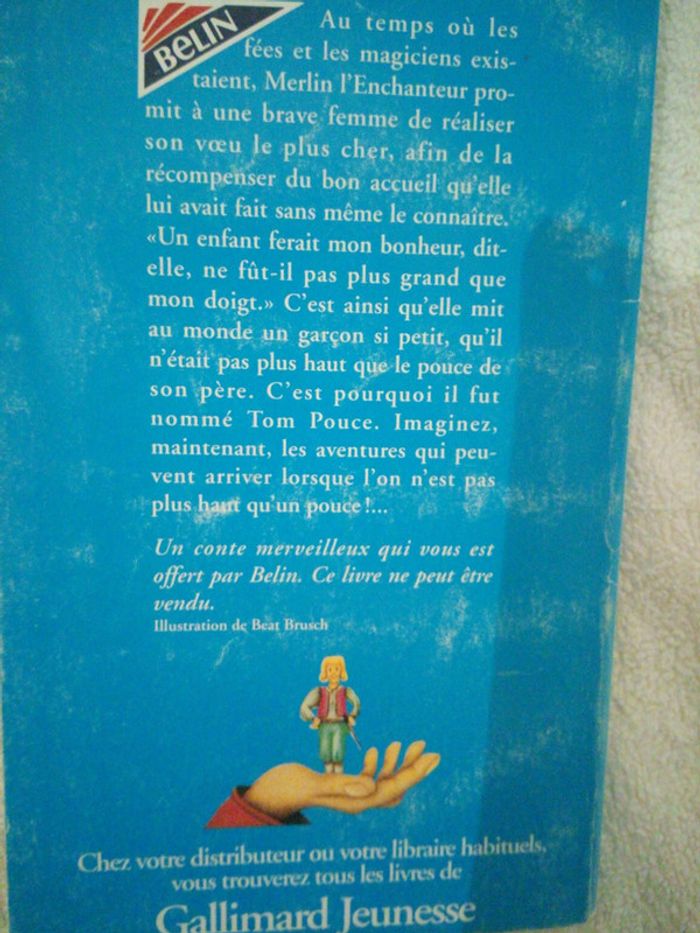 BELIN
Au temps où les
fées et les magiciens exis-
taient, Merlin l'Enchanteur pro-
mit à une brave femme de réaliser
son vœu le plus cher, afin de la
récompenser du bon accueil qu'elle
lui avait fait sans même le connaître.
«Un enfant ferait mon bonheur, dit-
elle, ne fût-il pas plus grand que
mon doigt.» C'est ainsi qu'elle mit
au monde un garçon si petit, qu'il
n'était pas plus haut que le pouce de
son père. C'est pourquoi il fut
nommé Tom Pouce. Imaginez,
maintenant, les aventures qui peu-
vent arriver lorsque l'on n'est pas
plus haut qu'un pouce!...
Un conte merveilleux qui vous est
offert par Belin. Ce livre ne peut être
vendu.
Illustration de Beat Brusch
Chez votre distributeur ou votre libraire habituels,
vous trouverez tous les livres de
Gallimard Jeunesse